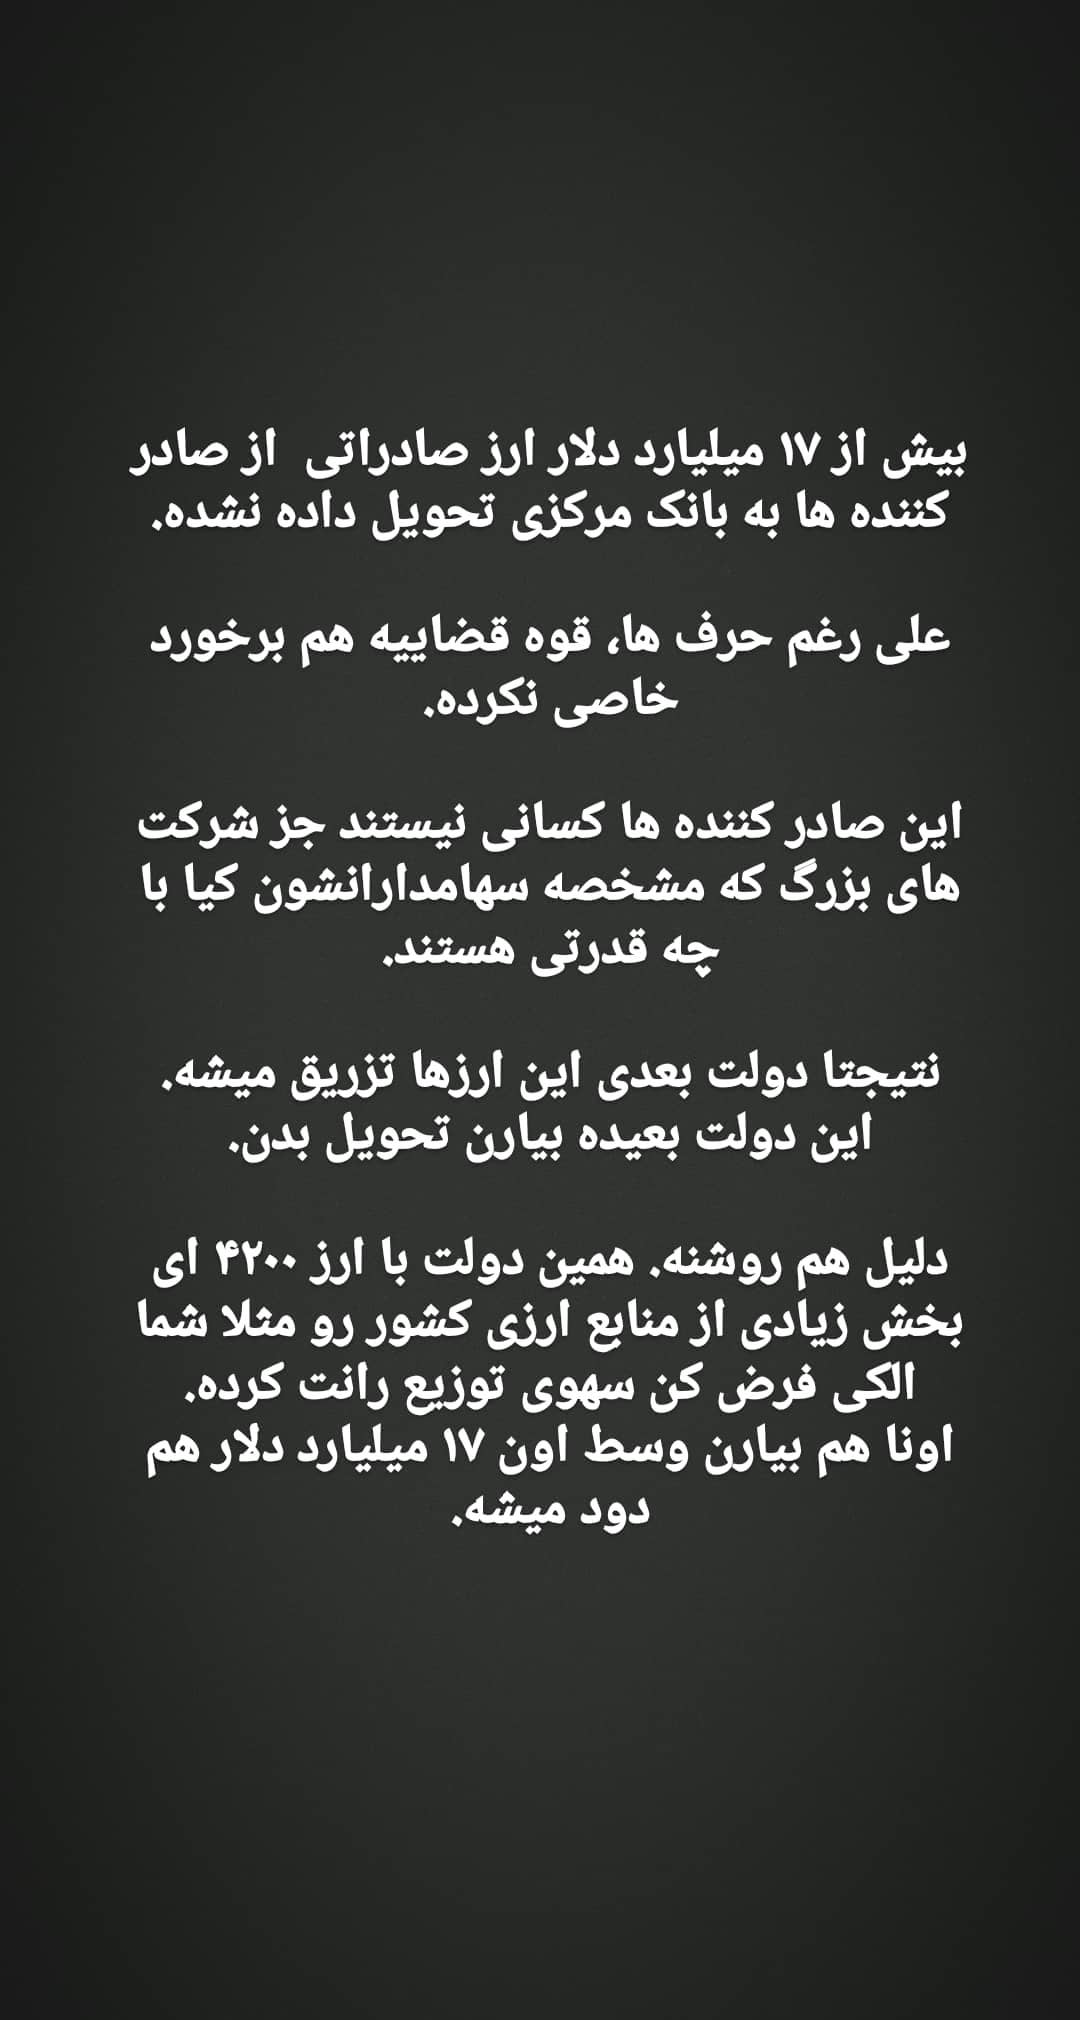 بیش از ۱۷ میلیارد دلار ارز صادراتی  از صادر
کننده ها به بانک مرکزی تحویل داده نشده.
علی رغم حرف ها، قوه قضاییه هم برخورد
خاصی نکرده.
این صادر کننده ها کسانی نیستند جز شرکت
های بزرگ که مشخصه سهامدارانشون کیا با
چه قدرتی هستند.
نتیجتا دولت بعدی این ارزها تزریق میشه.
این دولت بعیده بیارن تحویل بدن.
دلیل هم روشنه. همین دولت با ارز ۴۲۰۰ ای
بخش زیادی از منابع ارزی کشور رو مثلا شما
الکی فرض کن سهوی توزیع رانت کرده.
اونا هم بیارن وسط اون ۱۷ میلیارد دلار هم
دود میشه.